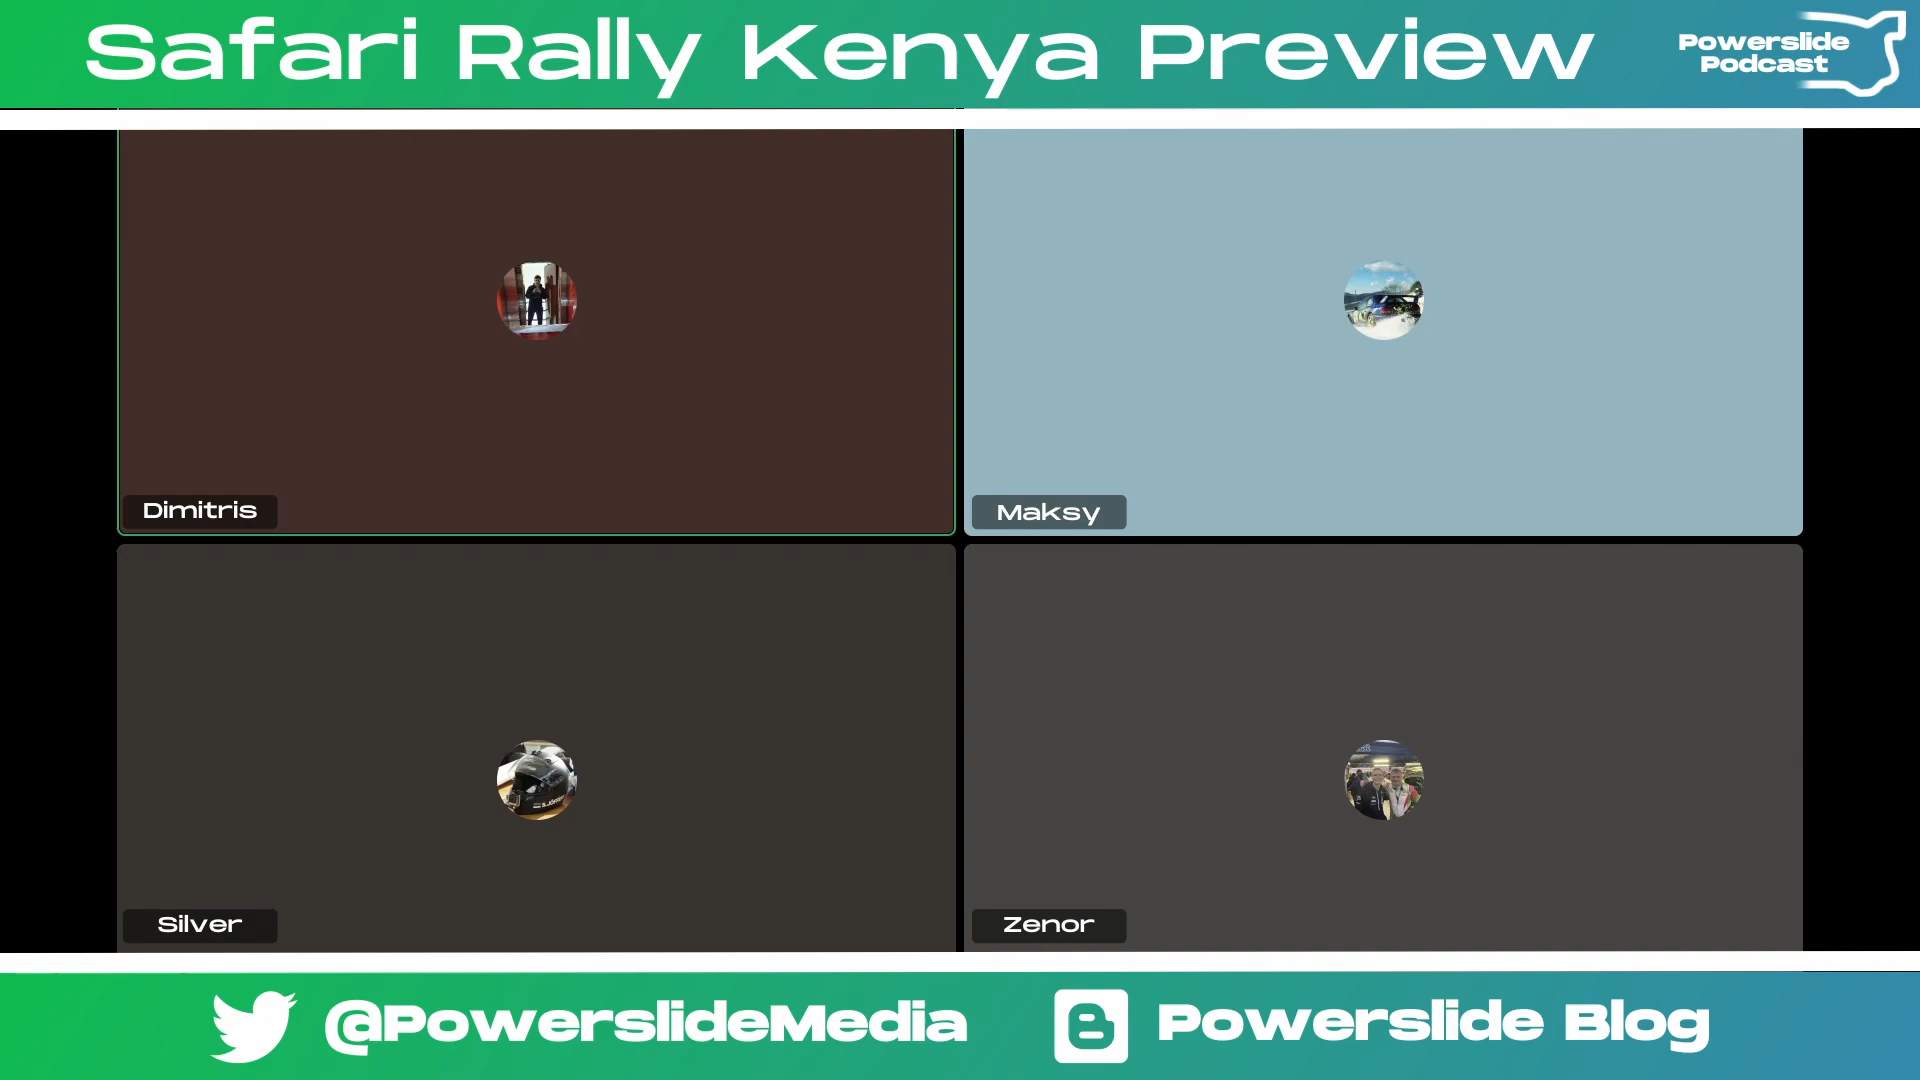 Safari Rally Kenya Preview
Powerslide
Podcast
Dimitris
Maksy
Silver
Zenor
@PowerslideMedia
Powerslide Blog